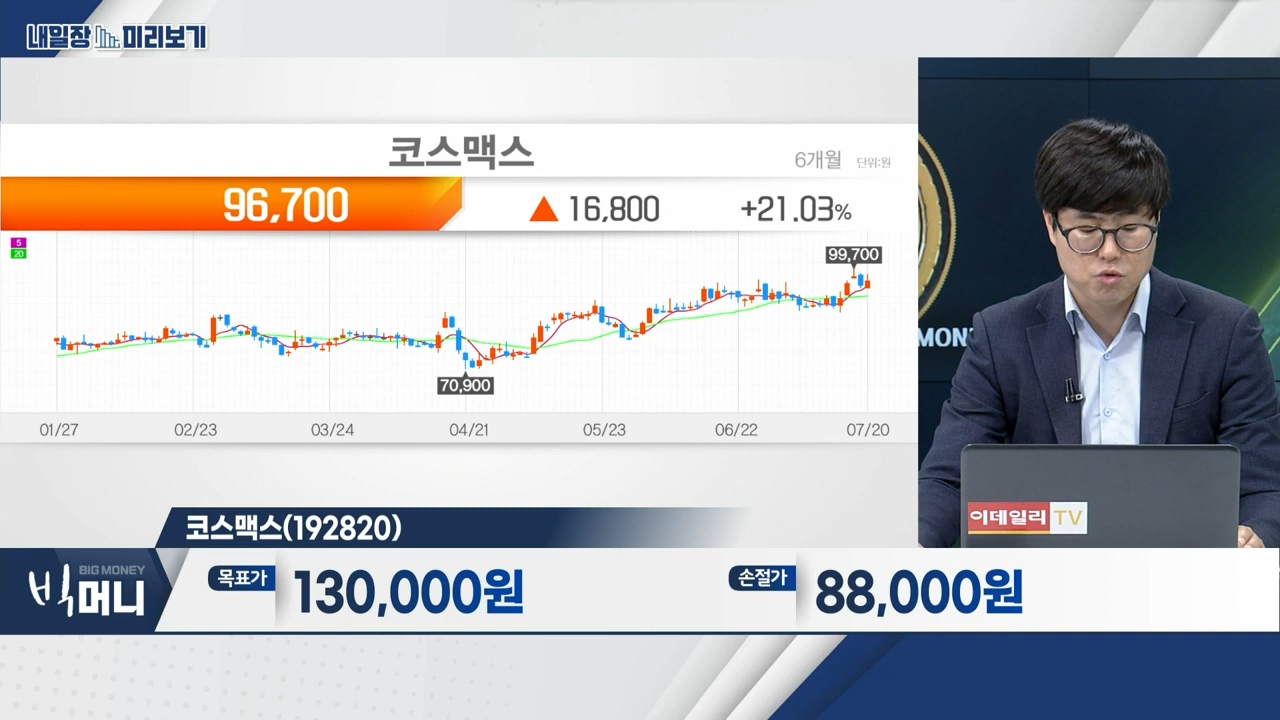 내일장 미리보기
코스맥스
6개월 단위:원
96,700 ▲ 16,800 +21.03%
5
20
99,700
70,900
01/27 02/23 03/24 04/21 05/23 06/22 07/20
MON
이데일리 TV
코스맥스(192820)
BIG MONEY
빅머니
목표가 130,000원 손절가 88,000원